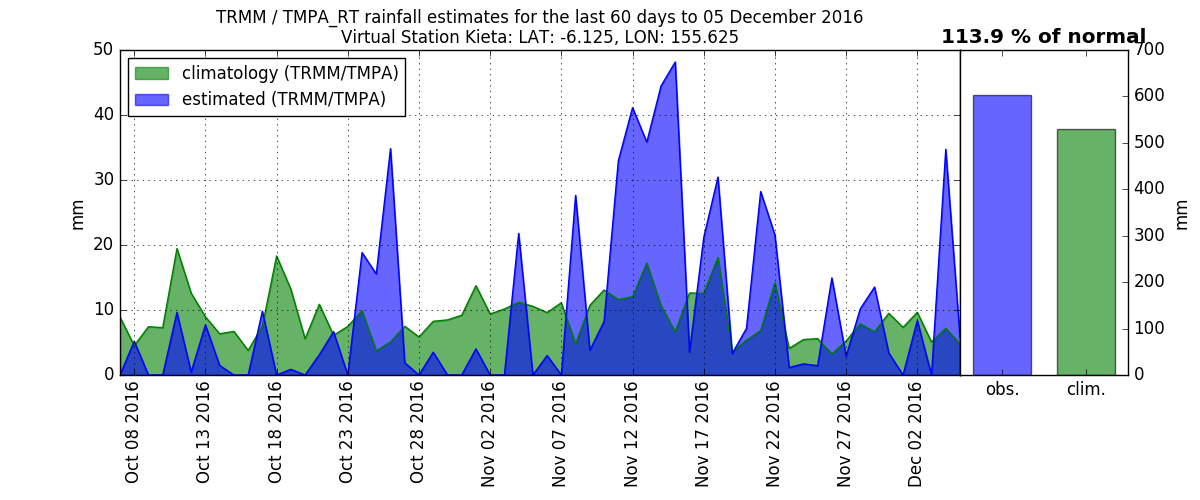 TRMM / TMPA_RT rainfall estimates for the last 60 days to 05 December 2016
Virtual Station Kieta: LAT: -6.125, LON: 155.625
113.9 % of normal
climatology (TRMM/TMPA)
estimated (TRMM/TMPA)
mm
50
40
30
20
10
0
Oct 08 2016
Oct 13 2016
Oct 18 2016
Oct 23 2016
Oct 28 2016
Nov 02 2016
Nov 07 2016
Nov 12 2016
Nov 17 2016
Nov 22 2016
Nov 27 2016
Dec 02 2016
obs.
clim.
700
600
500
400
300
200
100
0
mm